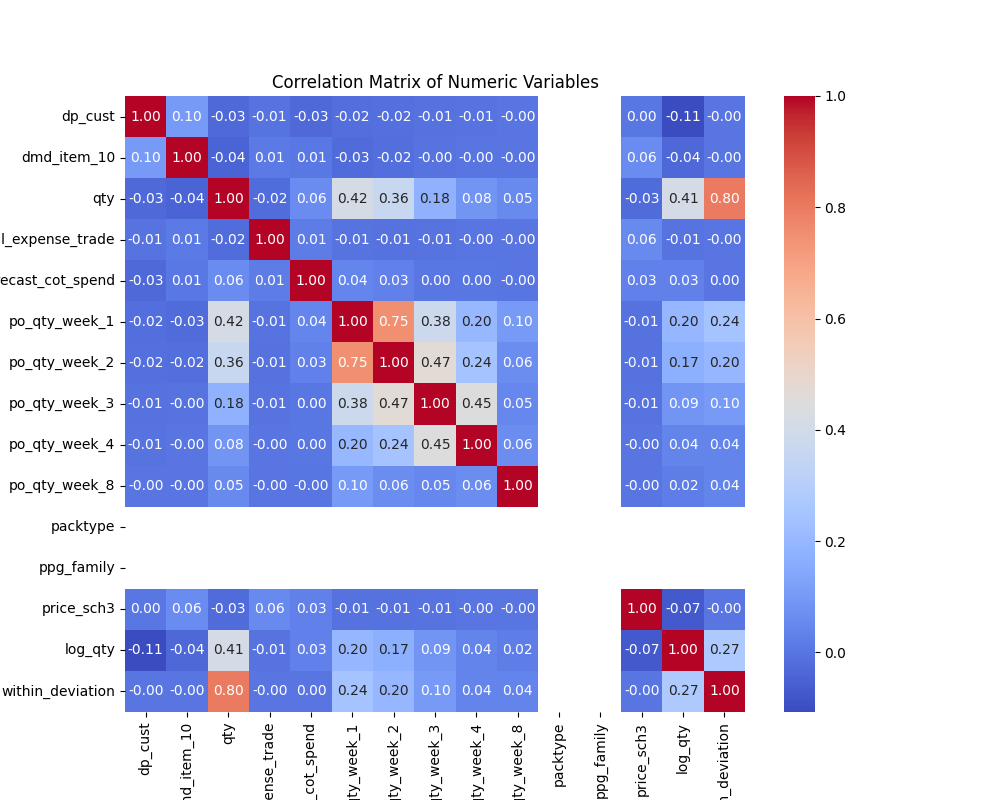 Correlation Matrix of Numeric Variables
dp_cust 1.00 0.10 -0.03 -0.01 -0.03 -0.02 -0.02 -0.01 -0.01 -0.00 0.00 -0.11 -0.00
dmd_item_10 0.10 1.00 -0.04 0.01 0.01 -0.03 -0.02 -0.00 -0.00 -0.00 0.06 -0.04 -0.00
qty -0.03 -0.04 1.00 -0.02 0.06 0.42 0.36 0.18 0.08 0.05 -0.03 0.41 0.80
l_expense_trade -0.01 0.01 -0.02 1.00 0.01 -0.01 -0.01 -0.01 -0.00 -0.00 0.06 -0.01 -0.00
ecast_cot_spend -0.03 0.01 0.06 0.01 1.00 0.04 0.03 0.00 0.00 -0.00 0.03 0.03 0.00
po_qty_week_1 -0.02 -0.03 0.42 -0.01 0.04 1.00 0.75 0.38 0.20 0.10 -0.01 0.20 0.24
po_qty_week_2 -0.02 -0.02 0.36 -0.01 0.03 0.75 1.00 0.47 0.24 0.06 -0.01 0.17 0.20
po_qty_week_3 -0.01 -0.00 0.18 -0.01 0.00 0.38 0.47 1.00 0.45 0.05 -0.01 0.09 0.10
po_qty_week_4 -0.01 -0.00 0.08 -0.00 0.00 0.20 0.24 0.45 1.00 0.06 -0.00 0.04 0.04
po_qty_week_8 -0.00 -0.00 0.05 -0.00 -0.00 0.10 0.06 0.05 0.06 1.00 -0.00 0.02 0.04
packtype
ppg_family
price_sch3 0.00 0.06 -0.03 0.06 0.03 -0.01 -0.01 -0.01 -0.00 -0.00 1.00 -0.07 -0.00
log_qty -0.11 -0.04 0.41 -0.01 0.03 0.20 0.17 0.09 0.04 0.02 -0.07 1.00 0.27
within_deviation -0.00 -0.00 0.80 -0.00 0.00 0.24 0.20 0.10 0.04 0.04 -0.00 0.27 1.00
dp_cust
nd_item_10
qty
ense_trade
_cot_spend
qty_week_1
qty_week_2
qty_week_3
qty_week_4
qty_week_8
packtype
ppg_family
price_sch3
log_qty
n_deviation
1.0
0.8
0.6
0.4
0.2
0.0